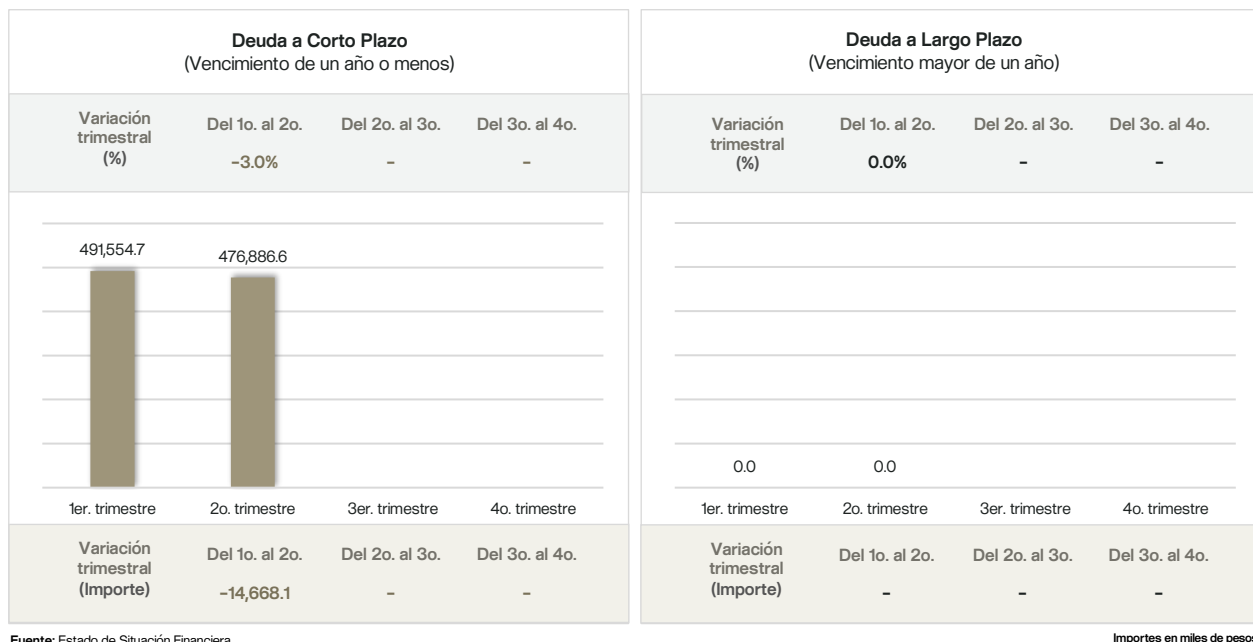 Deuda a Corto Plazo
(Vencimiento de un año o menos)
Variación trimestral (%)
Del 1o. al 2o.
Del 2o. al 3o.
Del 3o. al 4o.
-3.0%
-
-
491,554.7
476,886.6
1er. trimestre
2o. trimestre
3er. trimestre
4o. trimestre
Variación trimestral (Importe)
Del 1o. al 2o.
Del 2o. al 3o.
Del 3o. al 4o.
-14,668.1
-
-
Deuda a Largo Plazo
(Vencimiento mayor de un año)
Variación trimestral (%)
Del 1o. al 2o.
Del 2o. al 3o.
Del 3o. al 4o.
0.0%
-
-
0.0
0.0
1er. trimestre
2o. trimestre
3er. trimestre
4o. trimestre
Variación trimestral (Importe)
Del 1o. al 2o.
Del 2o. al 3o.
Del 3o. al 4o.
-
-
-
Fuente: Estado de Situación Financiera
Importes en miles de pesos